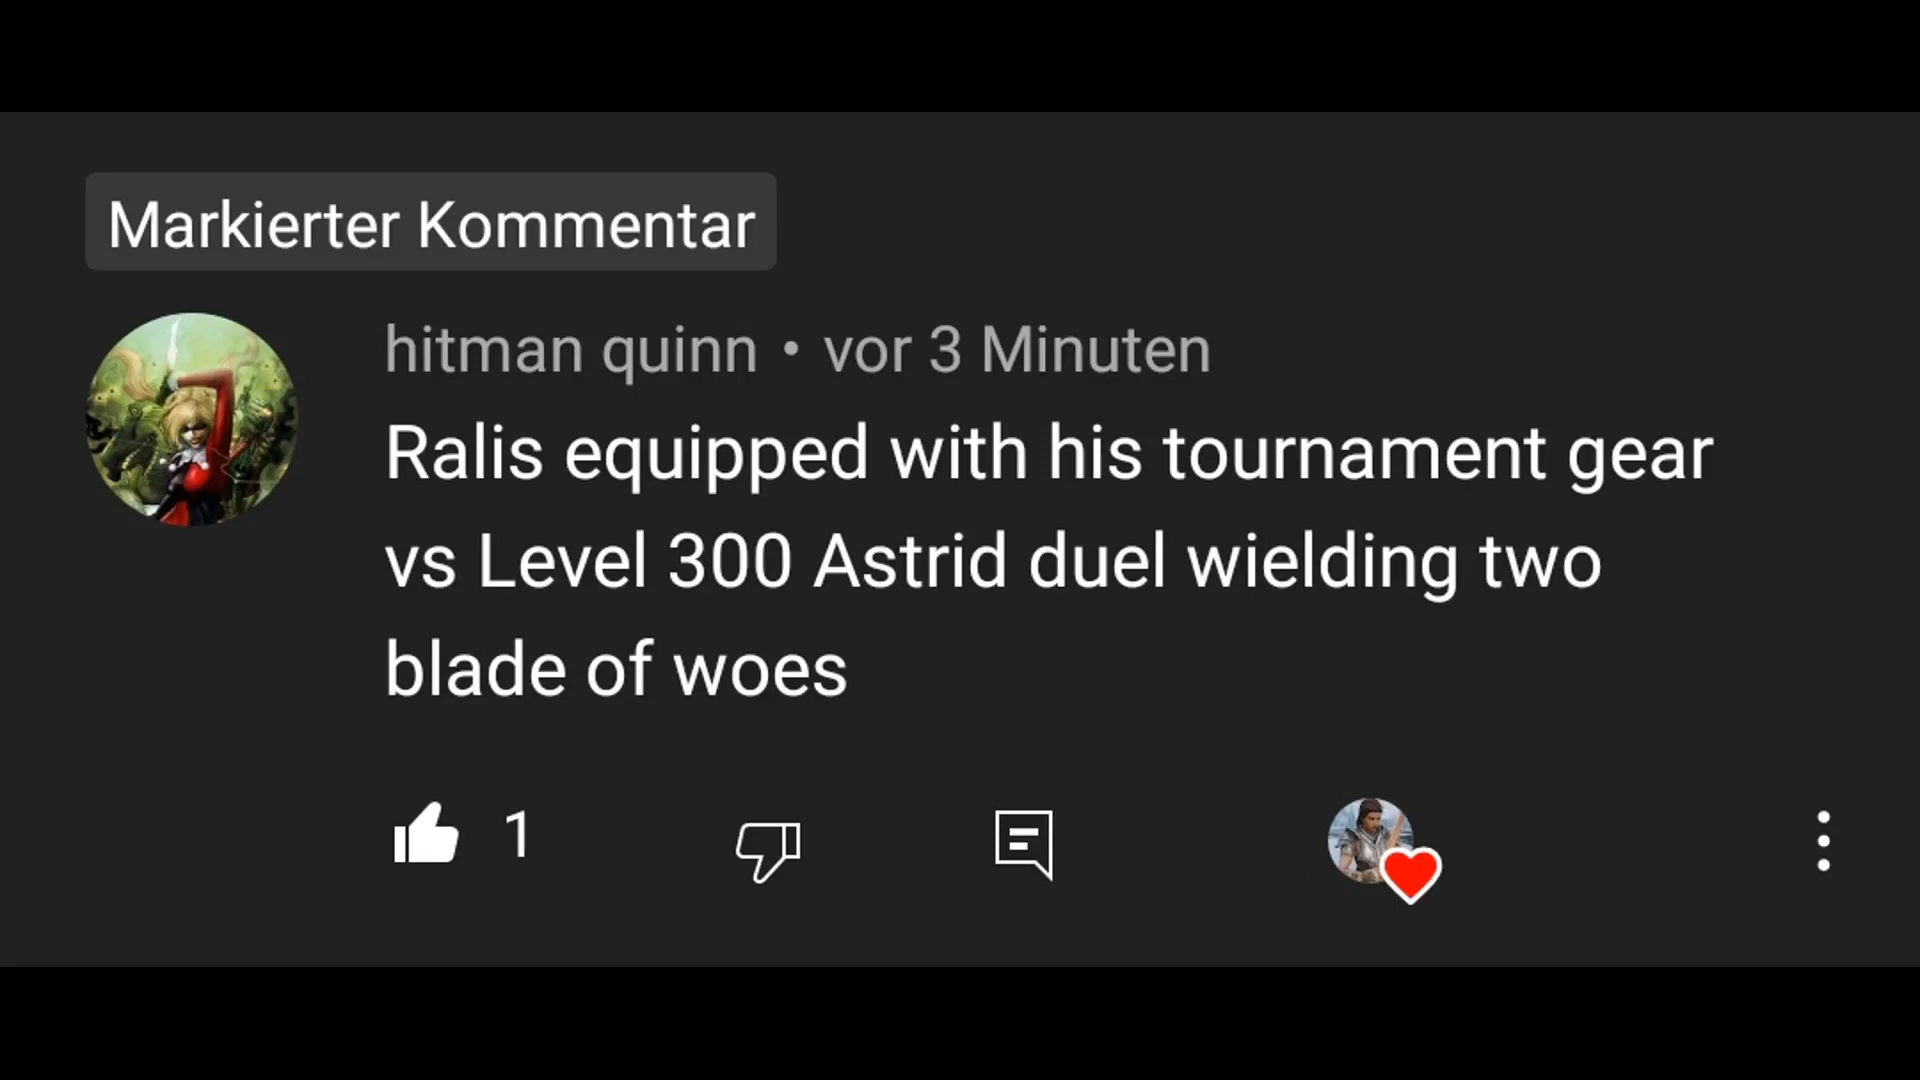 Markierter Kommentar
hitman quinn • vor 3 Minuten
Ralis equipped with his tournament gear
vs Level 300 Astrid duel wielding two
blade of woes
1